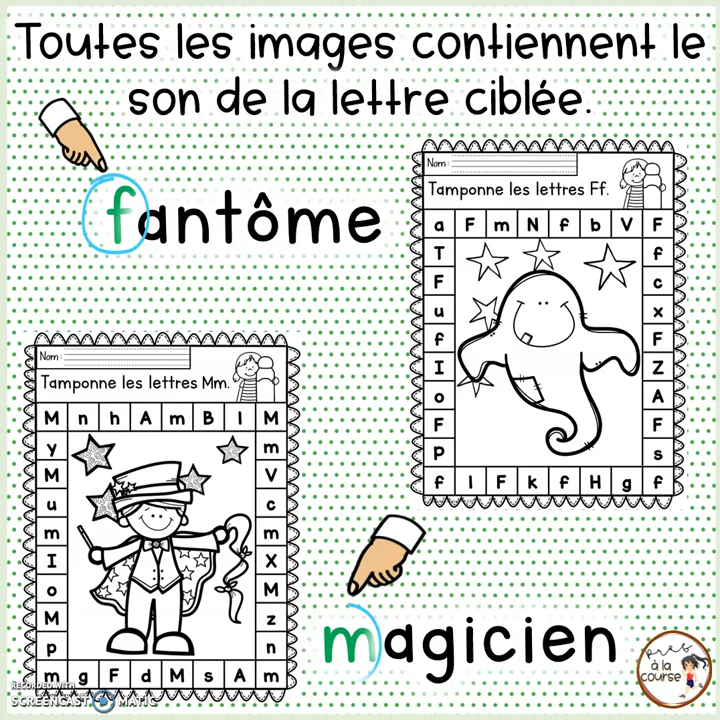 Toutes les images contiennent le
son de la lettre ciblée.
fantôme
Nom:
Tamponne les lettres Ff.
a F m N f b V F
T f
F c
u x
f F
I Z
o A
F F
p s
f l F k f H g f
Nom:
Tamponne les lettres Mm.
M n h A m B l M
y m
M V
u c
m m
I X
o M
M z
p n
m g F d M s A m
magicien
près
à la
course
RECORDED WITH
SCREENCAST MATIC